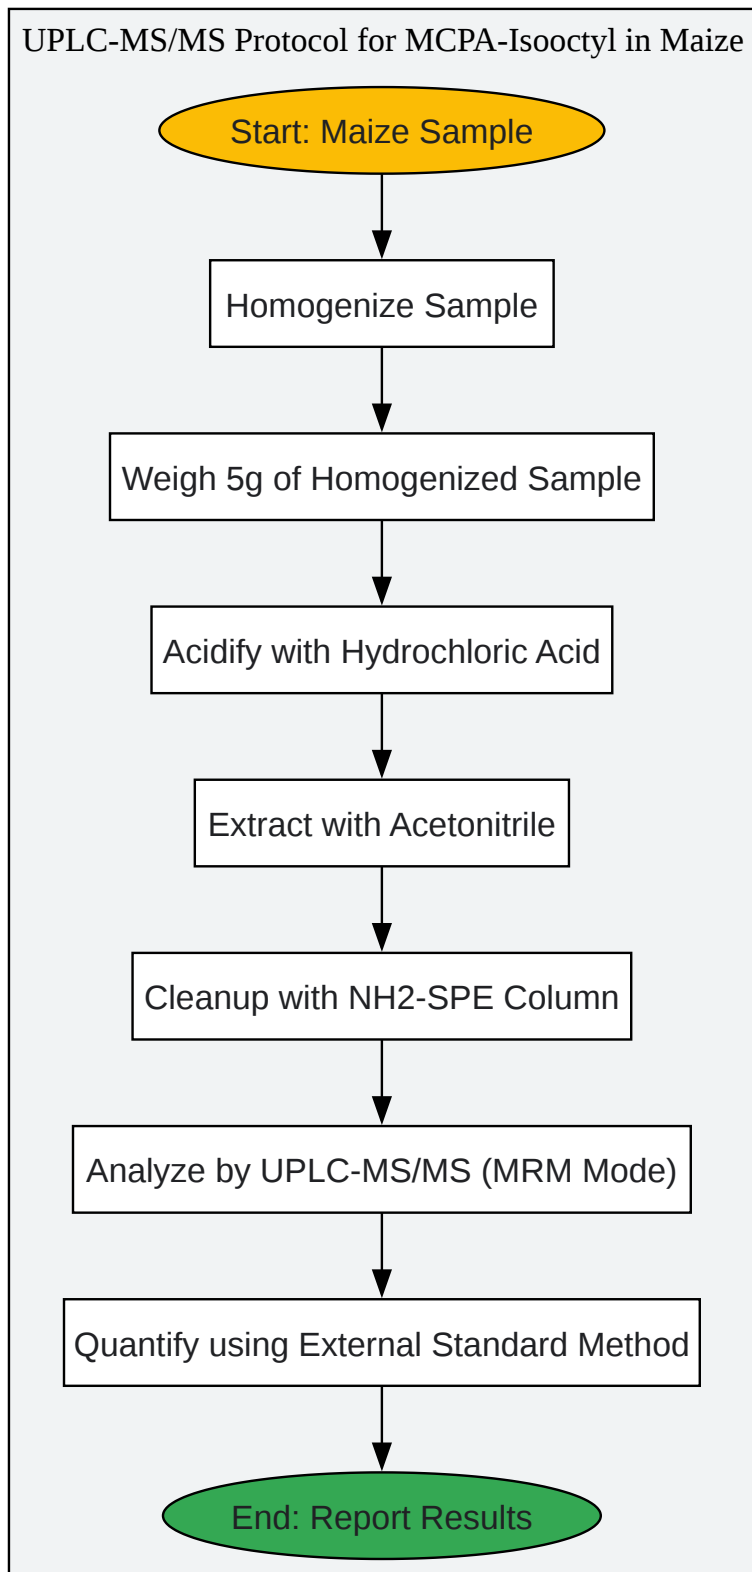 UPLC-MS/MS Protocol for MCPA-Isooctyl in Maize
Start: Maize Sample
Homogenize Sample
Weigh 5g of Homogenized Sample
Acidify with Hydrochloric Acid
Extract with Acetonitrile
Cleanup with NH2-SPE Column
Analyze by UPLC-MS/MS (MRM Mode)
Quantify using External Standard Method
End: Report Results